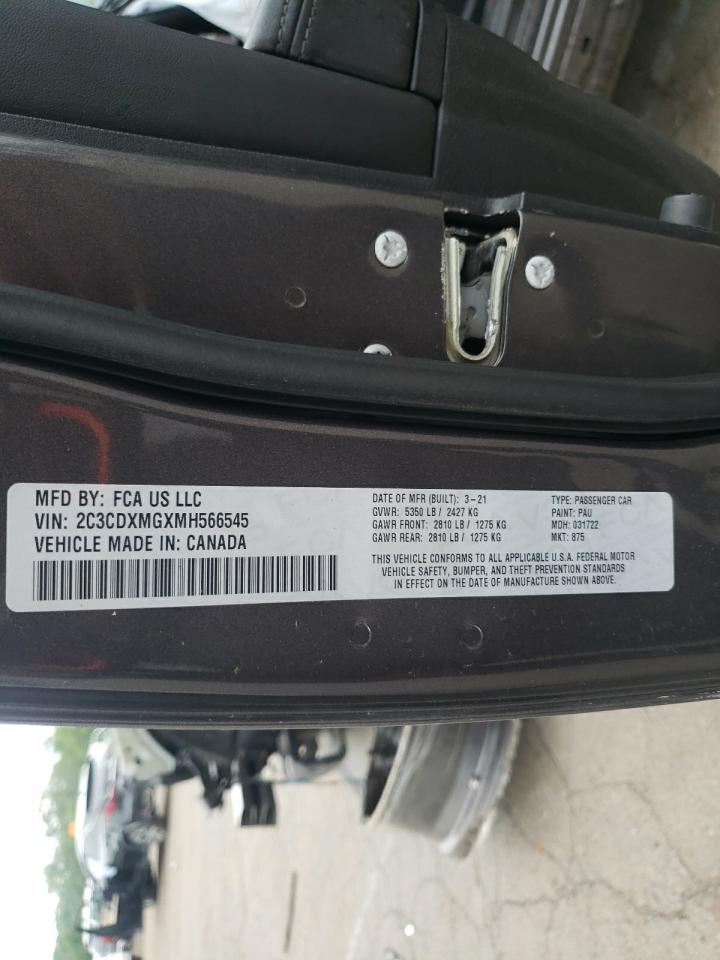 MFD BY: FCA US LLC
VIN: 2C3CDXMGXMH566545
VEHICLE MADE IN: CANADA
DATE OF MFR (BUILT): 3-21
GVWR: 5350 LB / 2427 KG
GAWR FRONT: 2810 LB / 1275 KG
GAWR REAR: 2810 LB / 1275 KG
TYPE: PASSENGER CAR
PAINT: PAU
MDH: 031722
MKT: 875
THIS VEHICLE CONFORMS TO ALL APPLICABLE U.S.A. FEDERAL MOTOR
VEHICLE SAFETY, BUMPER, AND THEFT PREVENTION STANDARDS
IN EFFECT ON THE DATE OF MANUFACTURE SHOWN ABOVE.